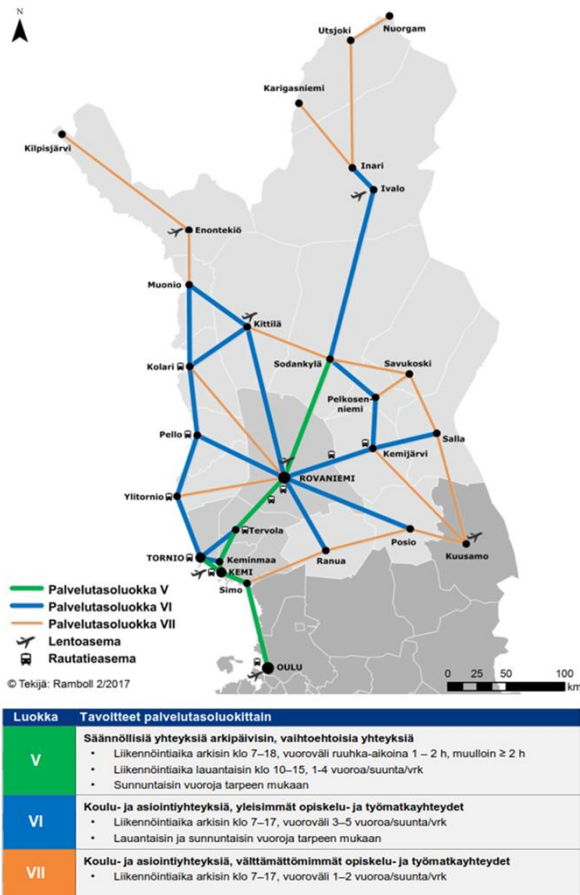 N
Nuorgam
Utsjoki
Karigasniemi
Kilpisjärvi
Inari
Ivalo
Enontekiö
Muonio
Kittilä
Kolari
Sodankylä
Savukoski
Pelkosen-
niemi
Pello
Salla
Kemijärvi
ROVANIEMI
Ylitornio
Tervola
Posio
Kuusamo
TORNIO
Keminmaa
Ranua
KEMI
Simo
Palvelutasoluokka V
Palvelutasoluokka VI
Palvelutasoluokka VII
Lentoasema
Rautatieasema
OULU
© Tekijä: Ramboll 2/2017
0 25 50 100
km
Luokka Tavoitteet palvelutasoluokittain
V
Säännöllisiä yhteyksiä arkipäivisin, vaihtoehtoisia yhteyksiä
• Liikennöintiaika arkisin klo 7–18, vuoroväli ruuhka-aikoina 1 – 2 h, muulloin ≥ 2 h
• Liikennöintiaika lauantaisin klo 10–15, 1-4 vuoroa/suunta/vrk
• Sunnuntaisin vuoroja tarpeen mukaan
VI
Koulu- ja asiointiyhteyksiä, yleisimmät opiskelu- ja työmatkayhteydet
• Liikennöintiaika arkisin klo 7–17, vuoroväli 3–5 vuoroa/suunta/vrk
• Lauantaisin ja sunnuntaisin vuoroja tarpeen mukaan
VII
Koulu- ja asiointiyhteyksiä, välttämättömimmät opiskelu- ja työmatkayhteydet
• Liikennöintiaika arkisin klo 7–17, vuoroväli 1–2 vuoroa/suunta/vrk